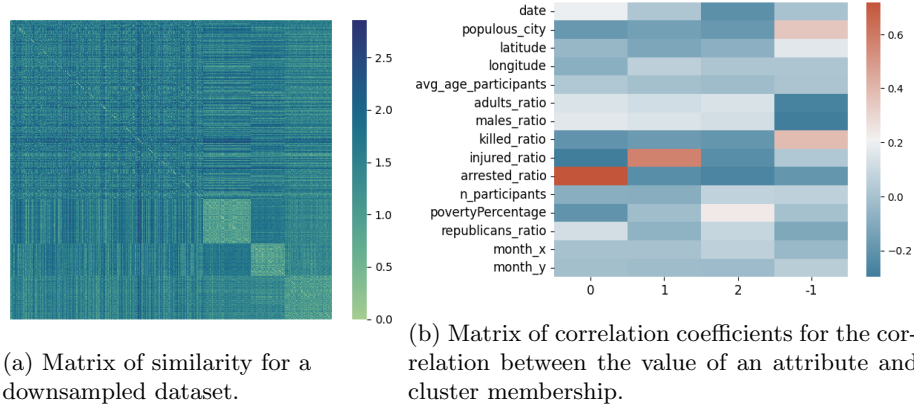 2.5
2.0
1.5
1.0
0.5
0.0
(a) Matrix of similarity for a
downsampled dataset.
date
populous_city
latitude
longitude
avg_age_participants
adults_ratio
males_ratio
killed_ratio
injured_ratio
arrested_ratio
n_participants
povertyPercentage
republicans_ratio
month_x
month_y
0 1 2 -1
0.6
0.4
0.2
0.0
−0.2
(b) Matrix of correlation coefficients for the cor-
relation between the value of an attribute and
cluster membership.